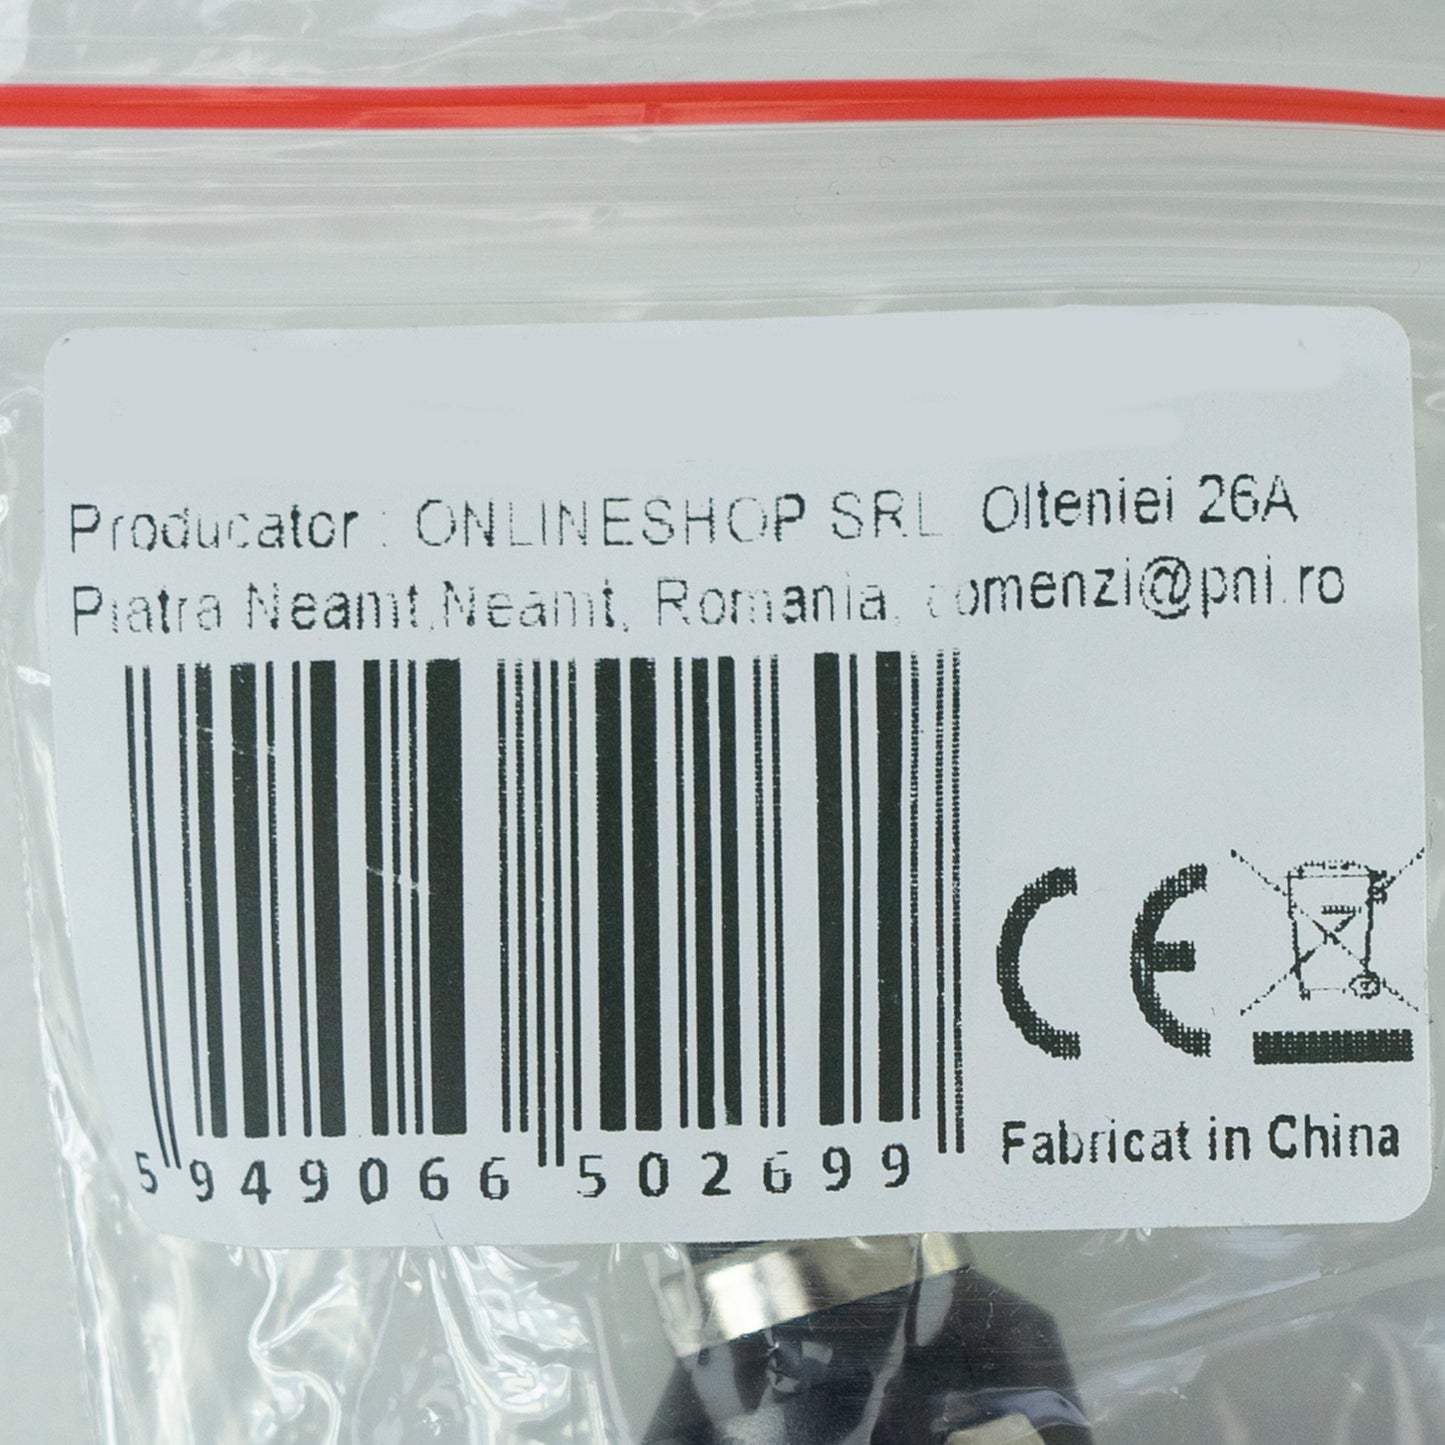 Producator : ONLINESHOP SRL Olteniei 26A
Piatra Neamt,Neamt, Romania, comenzi@pni.ro
5 949066 502699
CE
Fabricat in China